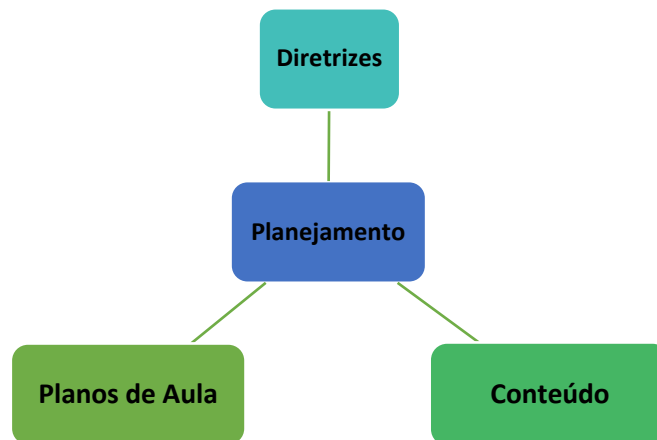 Diretrizes
Planejamento
Planos de Aula
Conteúdo